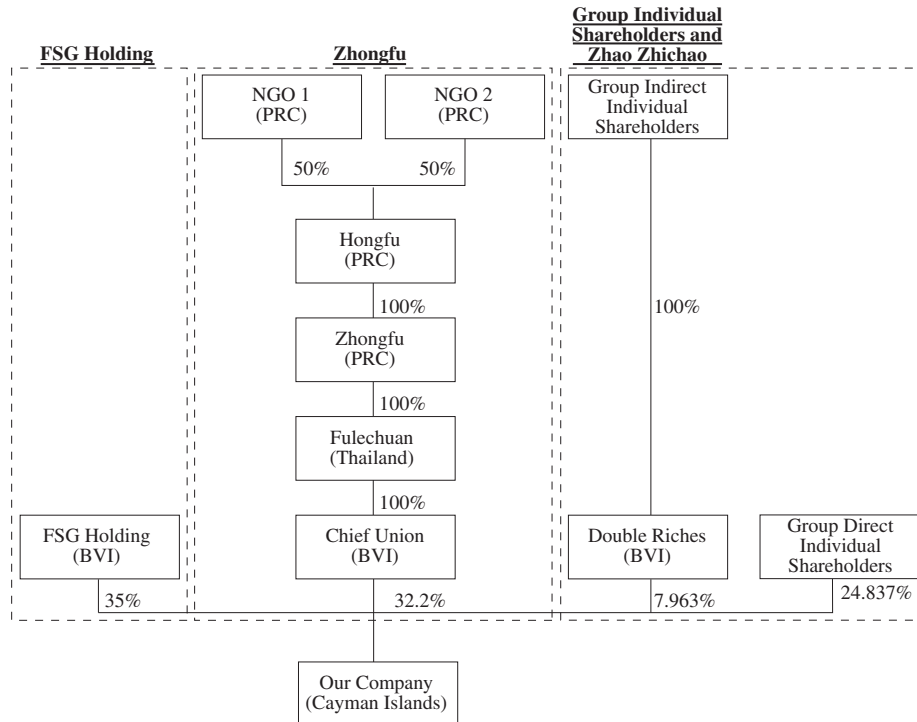 Group Individual
Shareholders and
Zhao Zhichao
FSG Holding
Zhongfu
NGO 1
(PRC)
NGO 2
(PRC)
Group Indirect
Individual
Shareholders
50%
50%
Hongfu
(PRC)
100%
100%
Zhongfu
(PRC)
100%
Fulechuan
(Thailand)
100%
FSG Holding
(BVI)
Chief Union
(BVI)
Double Riches
(BVI)
Group Direct
Individual
Shareholders
35%
32.2%
7.963%
24.837%
Our Company
(Cayman Islands)